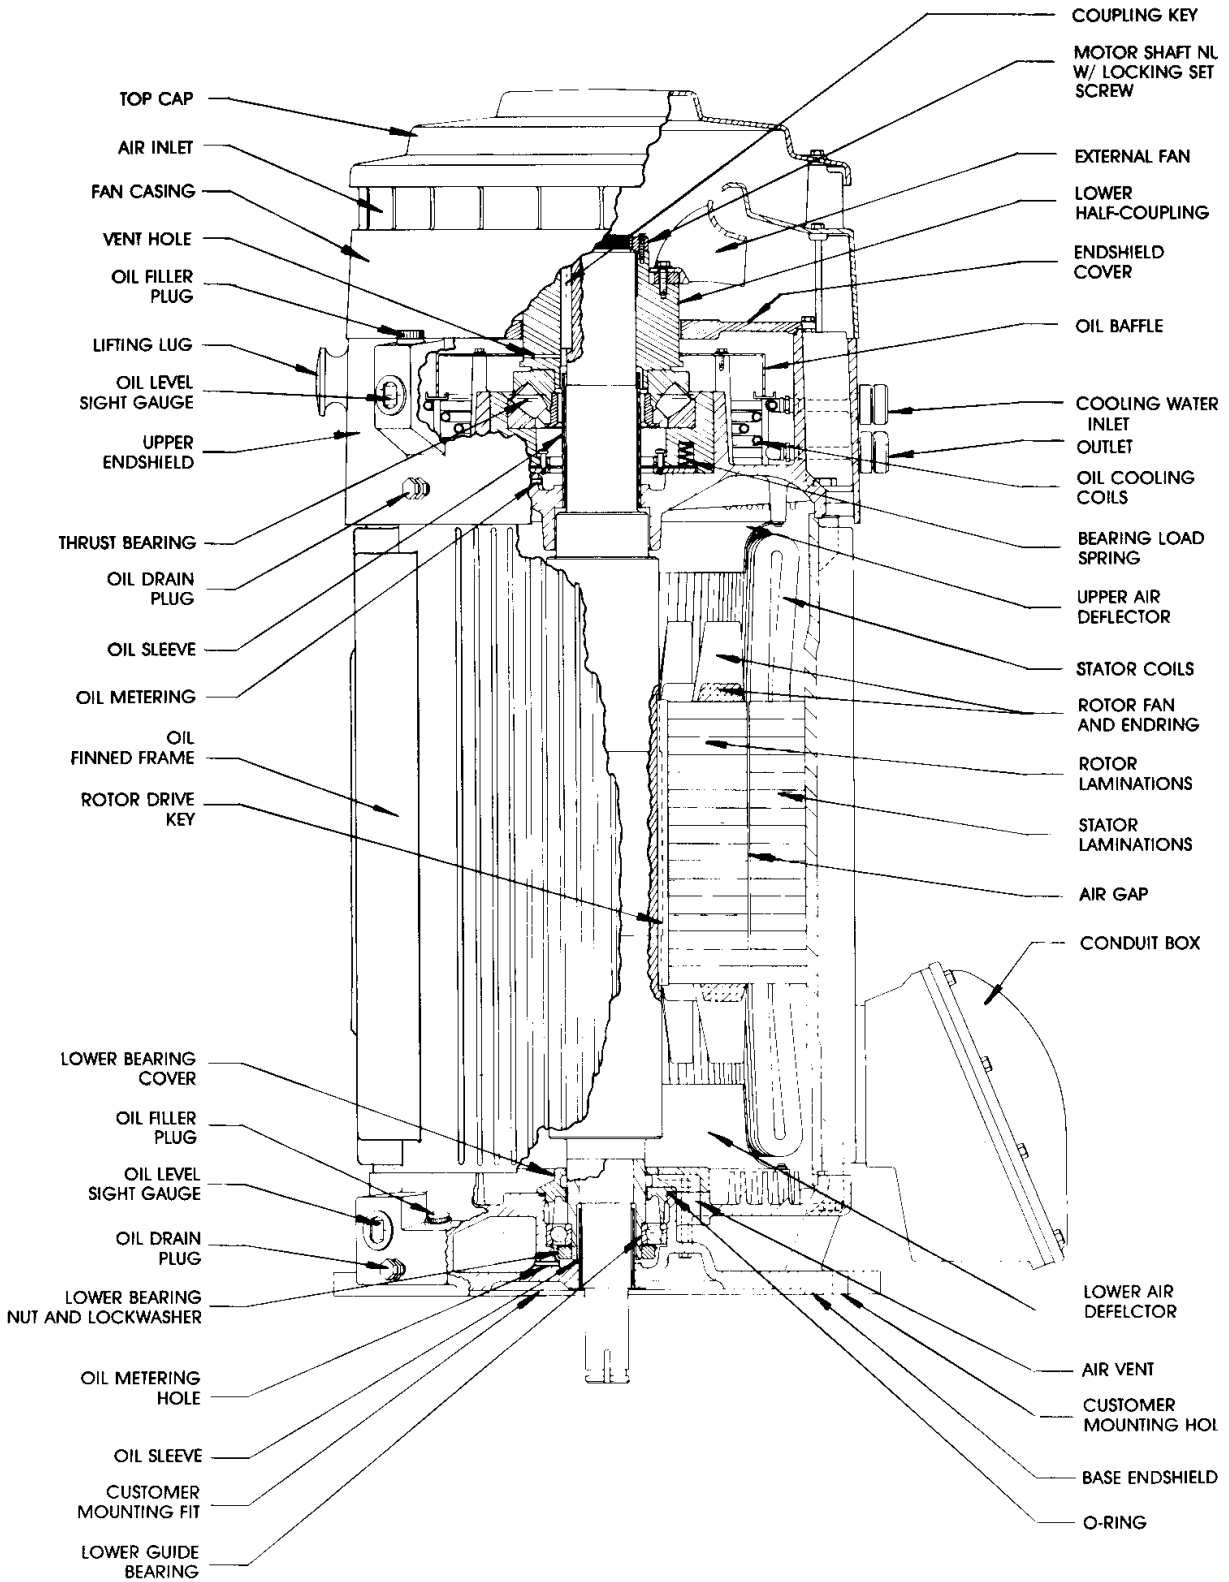 COUPLING KEY
MOTOR SHAFT NU
W/ LOCKING SET
SCREW
TOP CAP
AIR INLET
FAN CASING
VENT HOLE
OIL FILLER
PLUG
LIFTING LUG
OIL LEVEL
SIGHT GAUGE
UPPER
ENDSHIELD
THRUST BEARING
OIL DRAIN
PLUG
OIL SLEEVE
OIL METERING
OIL
FINNED FRAME
ROTOR DRIVE
KEY
LOWER BEARING
COVER
OIL FILLER
PLUG
OIL LEVEL
SIGHT GAUGE
OIL DRAIN
PLUG
LOWER BEARING
NUT AND LOCKWASHER
OIL METERING
HOLE
OIL SLEEVE
CUSTOMER
MOUNTING FIT
LOWER GUIDE
BEARING
EXTERNAL FAN
LOWER
HALF-COUPLING
ENDSHIELD
COVER
OIL BAFFLE
COOLING WATER
INLET
OUTLET
OIL COOLING
COILS
BEARING LOAD
SPRING
UPPER AIR
DEFLECTOR
STATOR COILS
ROTOR FAN
AND ENDRING
ROTOR
LAMINATIONS
STATOR
LAMINATIONS
AIR GAP
CONDUIT BOX
LOWER AIR
DEFELCTOR
AIR VENT
CUSTOMER
MOUNTING HOL
BASE ENDSHIELD
O-RING